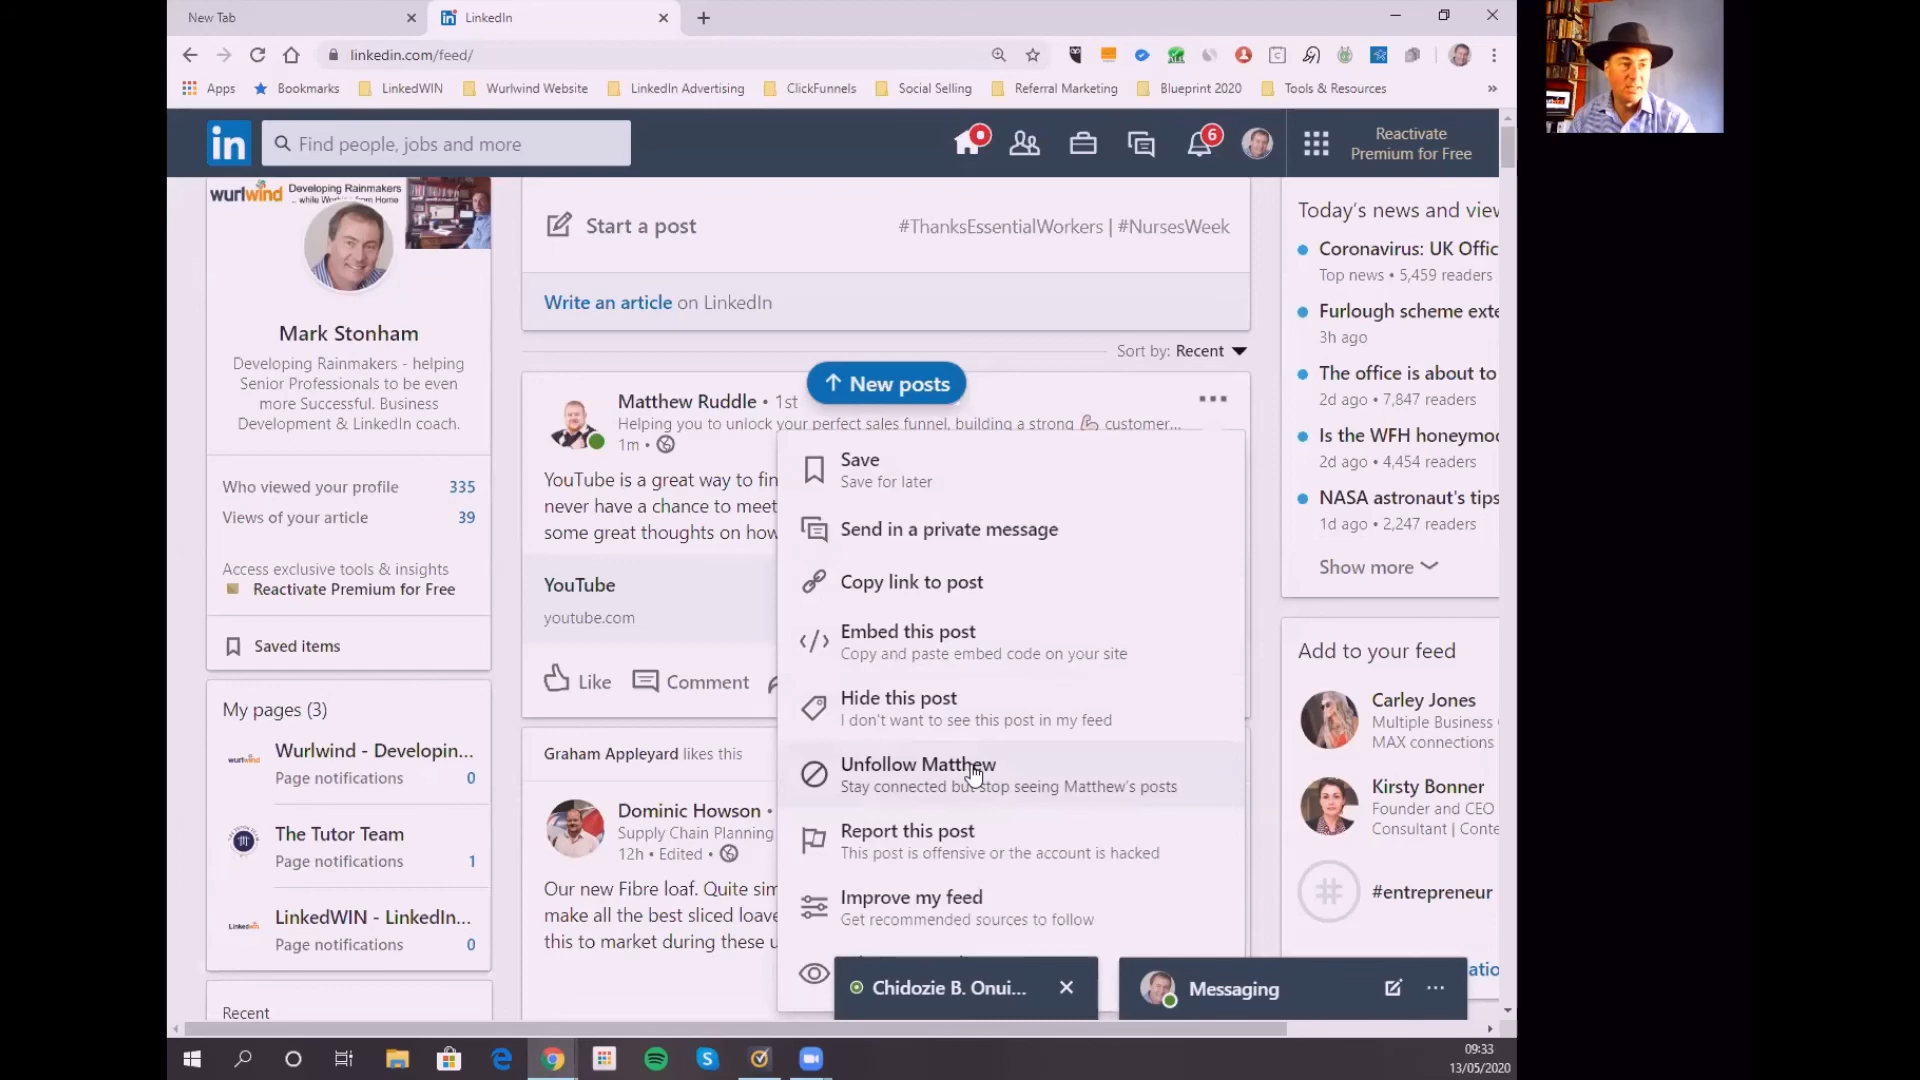 New Tab
LinkedIn
linkedin.com/feed/
Apps
Bookmarks
LinkedWIN
Wurlwind Website
LinkedIn Advertising
ClickFunnels
Social Selling
Referral Marketing
Blueprint 2020
Tools & Resources
in
Find people, jobs and more
6
Reactivate
Premium for Free
wurlwind
Developing Rainmakers
Mark Stonham
Developing Rainmakers - helping
Senior Professionals to be even
more Successful. Business
Development & LinkedIn coach.
Who viewed your profile 335
Views of your article 39
Access exclusive tools & insights
Reactivate Premium for Free
Saved items
My pages (3)
Wurlwind - Developin...
Page notifications 0
The Tutor Team
Page notifications 1
LinkedWIN - LinkedIn...
Page notifications 0
Recent
Start a post
#ThanksEssentialWorkers | #NursesWeek
Write an article on LinkedIn
Sort by: Recent
New posts
Matthew Ruddle • 1st
Helping you to unlock your perfect sales funnel, building a strong customer...
1m •
YouTube is a great way to fin
never have a chance to meet
some great thoughts on how
YouTube
youtube.com
Like
Comment
Graham Appleyard likes this
Dominic Howson •
Supply Chain Planning
12h • Edited •
Our new Fibre loaf. Quite sim
make all the best sliced loave
this to market during these u
Save
Save for later
Send in a private message
Copy link to post
Embed this post
Copy and paste embed code on your site
Hide this post
I don't want to see this post in my feed
Unfollow Matthew
Stay connected but stop seeing Matthew's posts
Report this post
This post is offensive or the account is hacked
Improve my feed
Get recommended sources to follow
Chidozie B. Onui...
Messaging
Today's news and view
Coronavirus: UK Offic
Top news • 5,459 readers
Furlough scheme exte
3h ago
The office is about to
2d ago • 7,847 readers
Is the WFH honeymoo
2d ago • 4,454 readers
NASA astronaut's tips
1d ago • 2,247 readers
Show more
Add to your feed
Carley Jones
Multiple Business
MAX connections
Kirsty Bonner
Founder and CEO
Consultant | Conte
#entrepreneur
09:33
13/05/2020